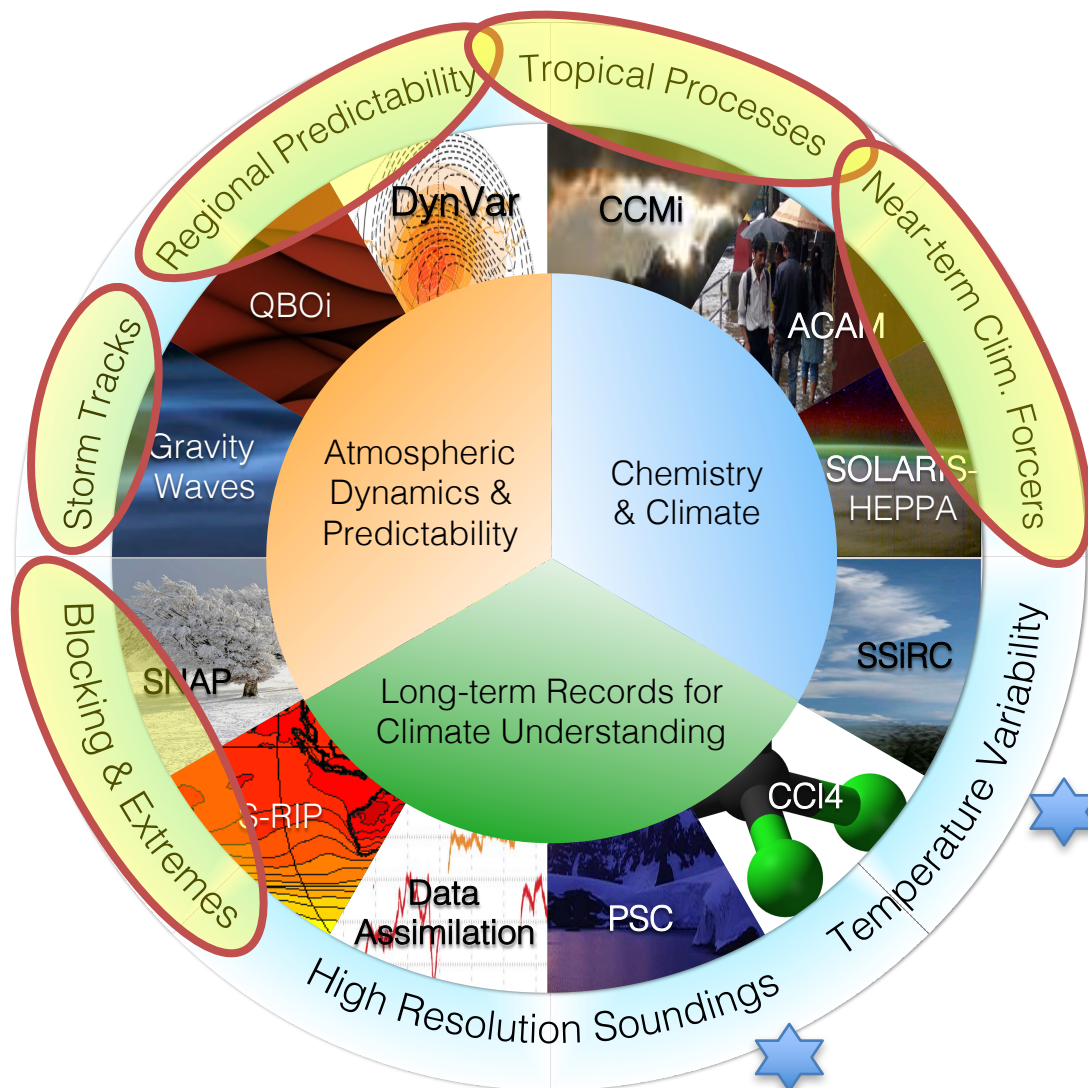 Regional Predictability
Tropical Processes
Near-term Clim. Forcers
Storm Tracks
Blocking & Extremes
High Resolution Soundings
Temperature Variability
DynVar
CCMi
QBOi
ACAM
Gravity
Waves
SOLARIS-
HEPPA
SNAP
SSiRC
S-RIP
CCl4
Data
Assimilation
PSC
Atmospheric
Dynamics &
Predictability
Chemistry
& Climate
Long-term Records for
Climate Understanding